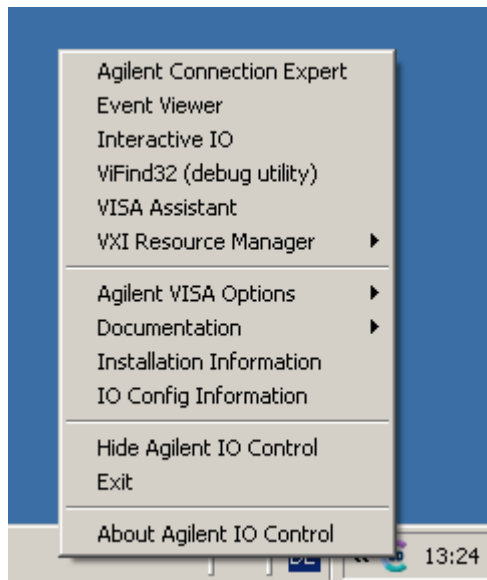 Agilent Connection Expert
Event Viewer
Interactive IO
ViFind32 (debug utility)
VISA Assistant
VXI Resource Manager
Agilent VISA Options
Documentation
Installation Information
IO Config Information
Hide Agilent IO Control
Exit
About Agilent IO Control
13:24